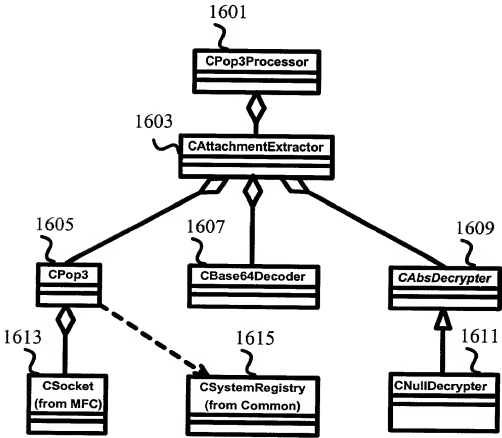 1601
CPop3Processor
1603
CAttachmentExtractor
1605
1607
1609
CPop3
CBase64Decoder
CAbsDecrypter
1613
1615
1611
CSocket
(from MFC)
CSystemRegistry
(from Common)
CNullDecrypter